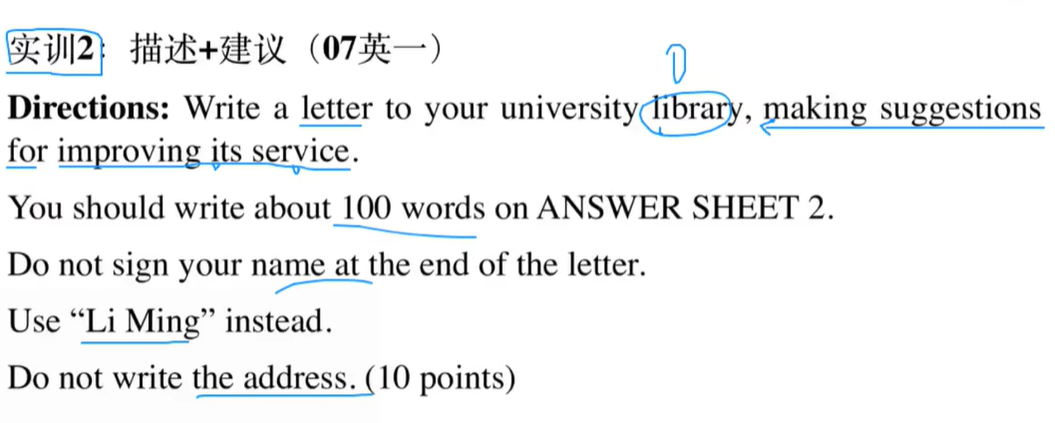 实训2：描述+建议（07英一）
Directions: Write a letter to your university library, making suggestions
for improving its service.
You should write about 100 words on ANSWER SHEET 2.
Do not sign your name at the end of the letter.
Use “Li Ming” instead.
Do not write the address. (10 points)